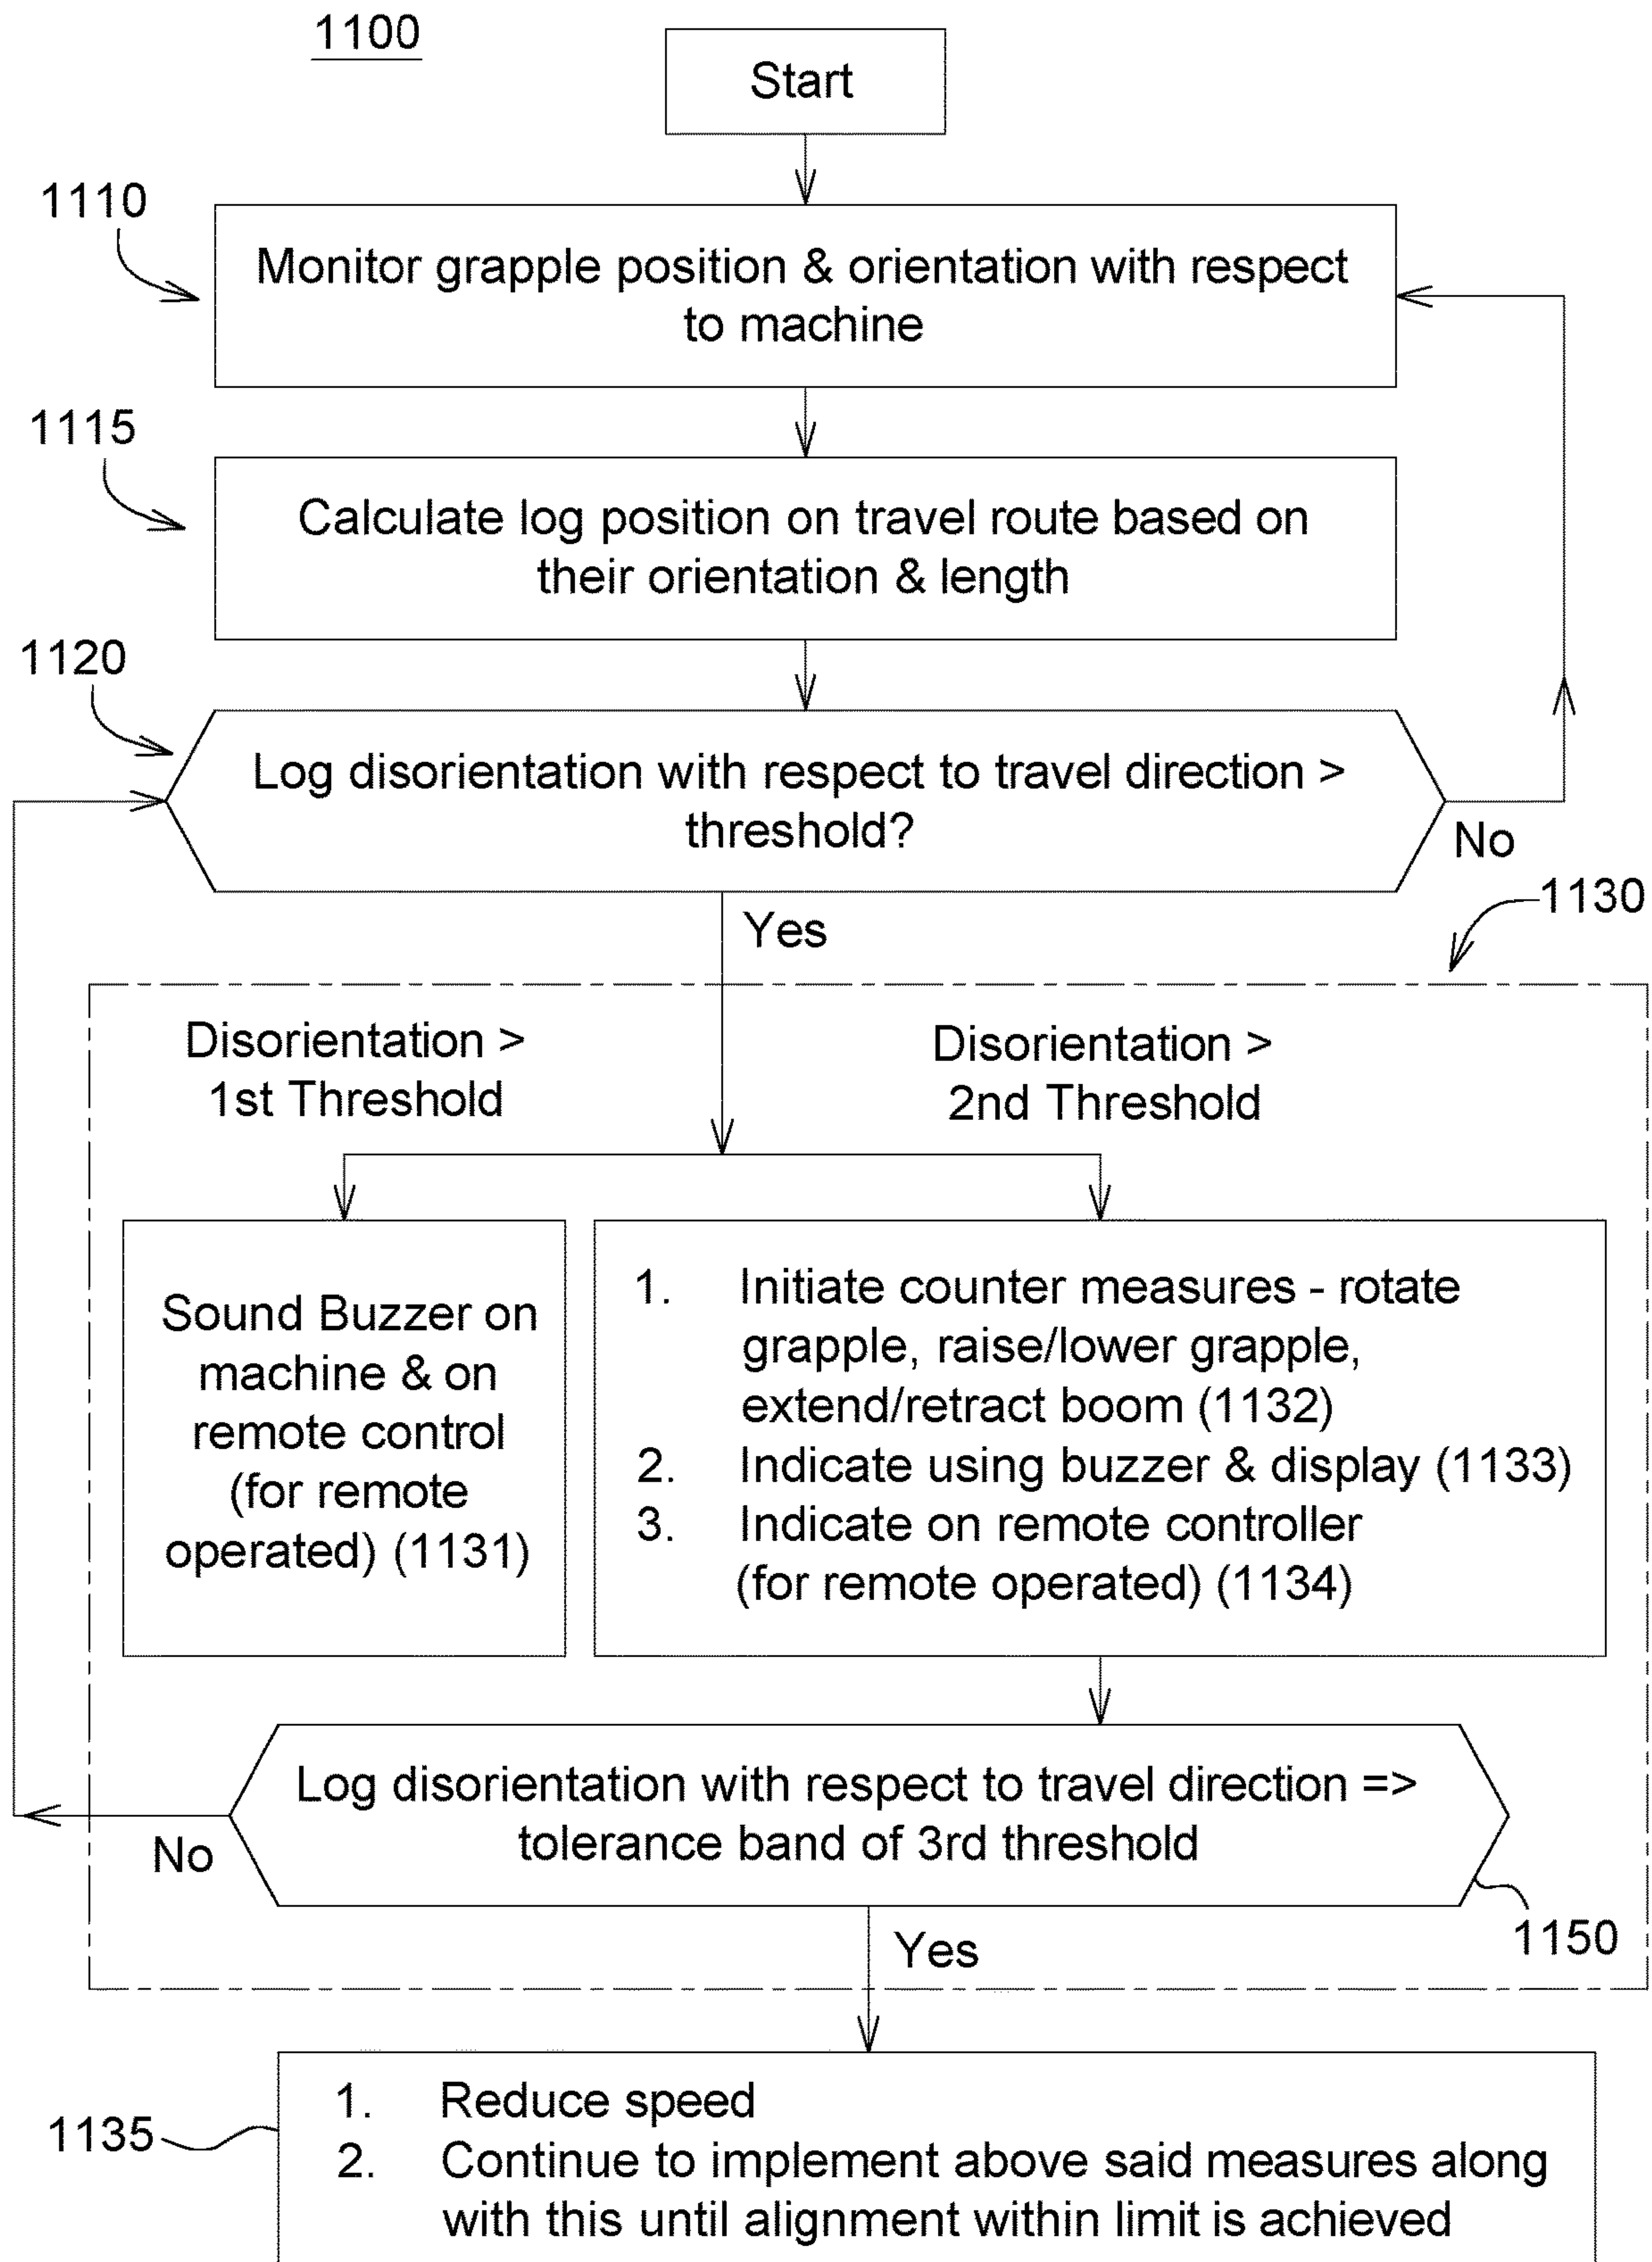 1100
Start
1110
Monitor grapple position & orientation with respect
to machine
1115
Calculate log position on travel route based on
their orientation & length
1120
Log disorientation with respect to travel direction >
threshold?
No
1130
Yes
Disorientation >
1st Threshold
Disorientation >
2nd Threshold
Sound Buzzer on
machine & on
remote control
(for remote
operated) (1131)
1. Initiate counter measures - rotate
grapple, raise/lower grapple,
extend/retract boom (1132)
2. Indicate using buzzer & display (1133)
3. Indicate on remote controller
(for remote operated) (1134)
Log disorientation with respect to travel direction =>
tolerance band of 3rd threshold
No
1150
Yes
1135
1. Reduce speed
2. Continue to implement above said measures along
with this until alignment within limit is achieved